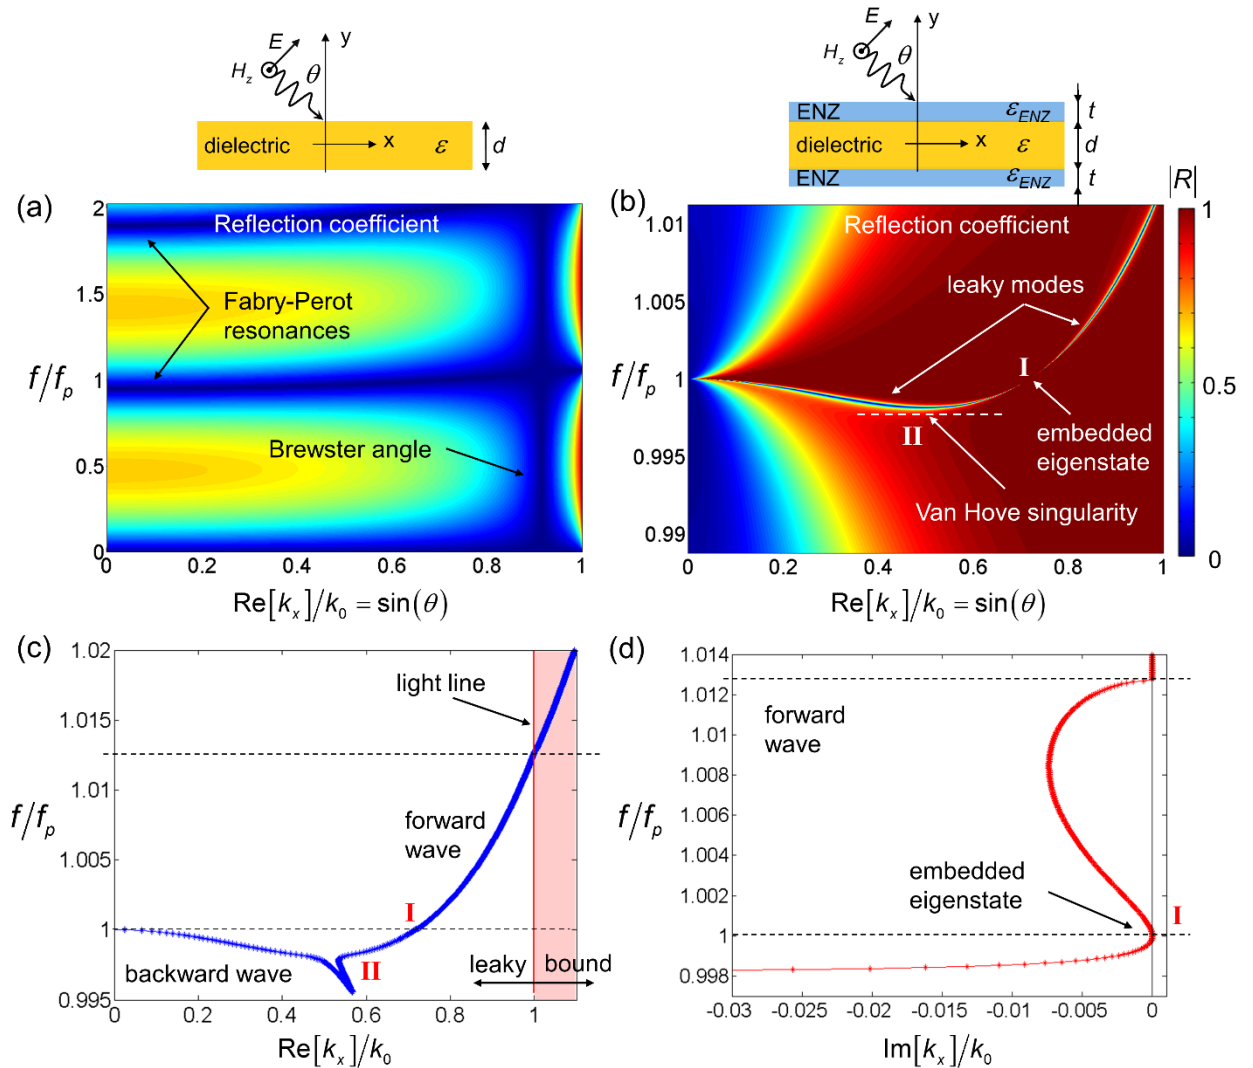 E
y
H_z
θ
dielectric
x
ε
d
E
y
H_z
θ
ENZ
ε_ENZ
t
dielectric
x
ε
d
ENZ
ε_ENZ
t
(a)
2
1.5
1
0.5
0
f/f_p
Reflection coefficient
Fabry-Perot
resonances
Brewster angle
0
0.2
0.4
0.6
0.8
1
Re[k_x]/k_0 = sin(θ)
(b)
1.01
1.005
1
0.995
0.99
f/f_p
Reflection coefficient
leaky modes
I
II
embedded
eigenstate
Van Hove singularity
0
0.4
0.6
0.8
1
Re[k_x]/k_0 = sin(θ)
|R|
1
0.5
0
(c)
1.02
1.015
1.01
1.005
1
0.995
f/f_p
light line
forward
wave
I
II
backward wave
leaky
bound
0
0.2
0.4
0.6
0.8
1
Re[k_x]/k_0
(d)
1.014
1.012
1.01
1.008
1.006
1.004
1.002
1
0.998
f/f_p
forward
wave
embedded
eigenstate
I
-0.03
-0.025
-0.02
-0.015
-0.01
-0.005
0
Im[k_x]/k_0